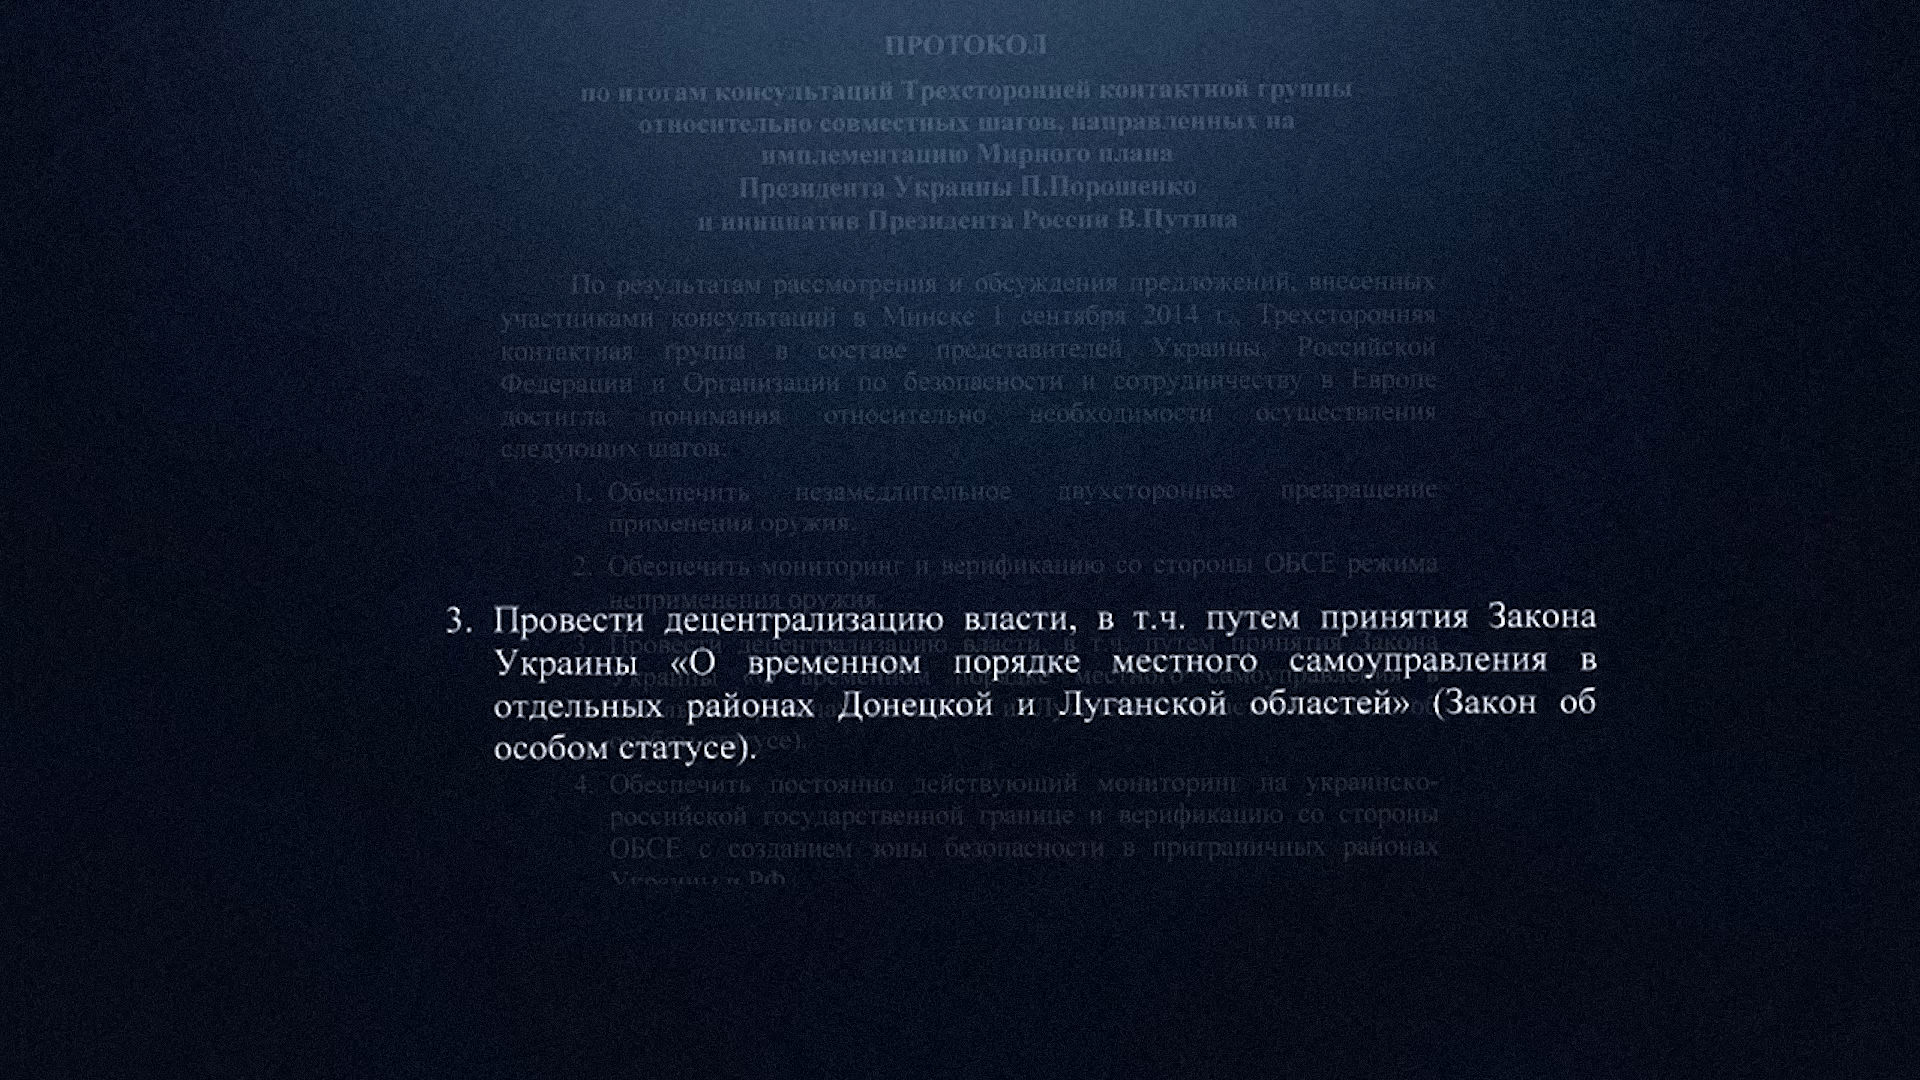 ПРОТОКОЛ
по итогам консультаций Трехсторонней контактной группы
относительно совместных шагов, направленных на
имплементацию Мирного плана
Президента Украины П.Порошенко
и инициатив Президента России В.Путина
По результатам рассмотрения и обсуждения предложений, внесенных
участниками консультаций в Минске 1 сентября 2014 г., Трехсторонняя
контактная группа в составе представителей Украины, Российской
Федерации и Организации по безопасности и сотрудничеству в Европе
достигла понимания относительно необходимости осуществления
следующих шагов:
1. Обеспечить незамедлительное двухстороннее прекращение
применения оружия.
2. Обеспечить мониторинг и верификацию со стороны ОБСЕ режима
неприменения оружия.
3. Провести децентрализацию власти, в т.ч. путем принятия Закона
Украины «О временном порядке местного самоуправления в
отдельных районах Донецкой и Луганской областей» (Закон об
особом статусе).
4. Обеспечить постоянно действующий мониторинг на украинско-
российской государственной границе и верификацию со стороны
ОБСЕ с созданием зоны безопасности в приграничных районах
Украины и РФ